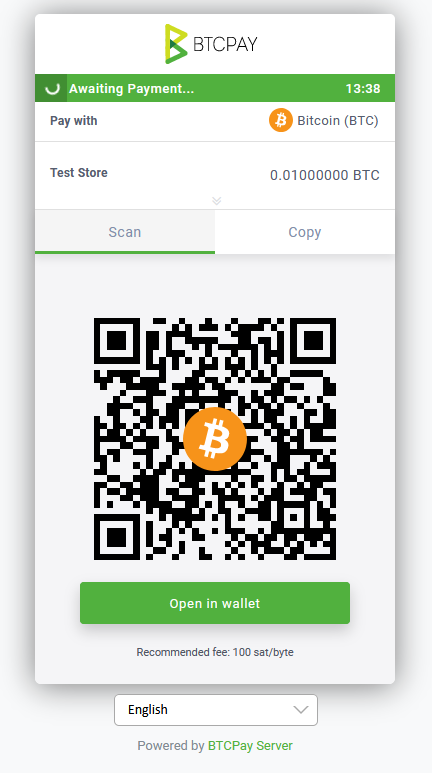 BTCPAY
Awaiting Payment... 13:38
Pay with Bitcoin (BTC)
Test Store 0.01000000 BTC
Scan Copy
Open in wallet
Recommended fee: 100 sat/byte
English
Powered by BTCPay Server